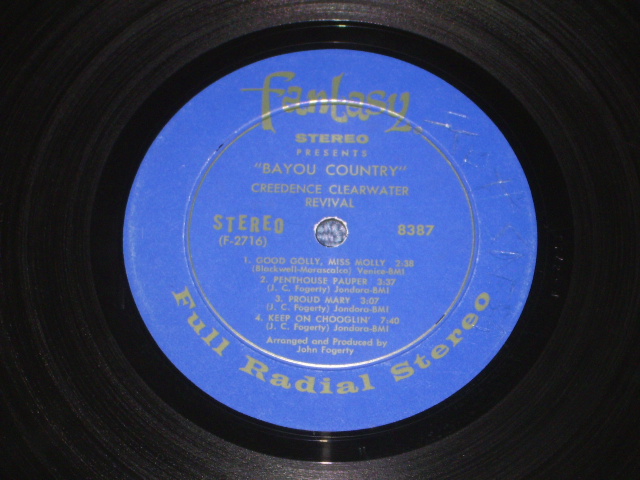 Fantasy
STEREO
PRESENTS
"BAYOU COUNTRY"
CREEDENCE CLEARWATER
REVIVAL
STEREO
(F-2716)
8387
1. GOOD GOLLY, MISS MOLLY 2:38
(Blackwell-Marascalco) Venice-BMI
2. PENTHOUSE PAUPER 3:37
(J. C. Fogerty) Jondora-BMI
3. PROUD MARY 3:07
(J. C. Fogerty) Jondora-BMI
4. KEEP ON CHOOGLIN' 7:40
(J. C. Fogerty) Jondora-BMI
Arranged and Produced by
John Fogerty
Full Radial Stereo